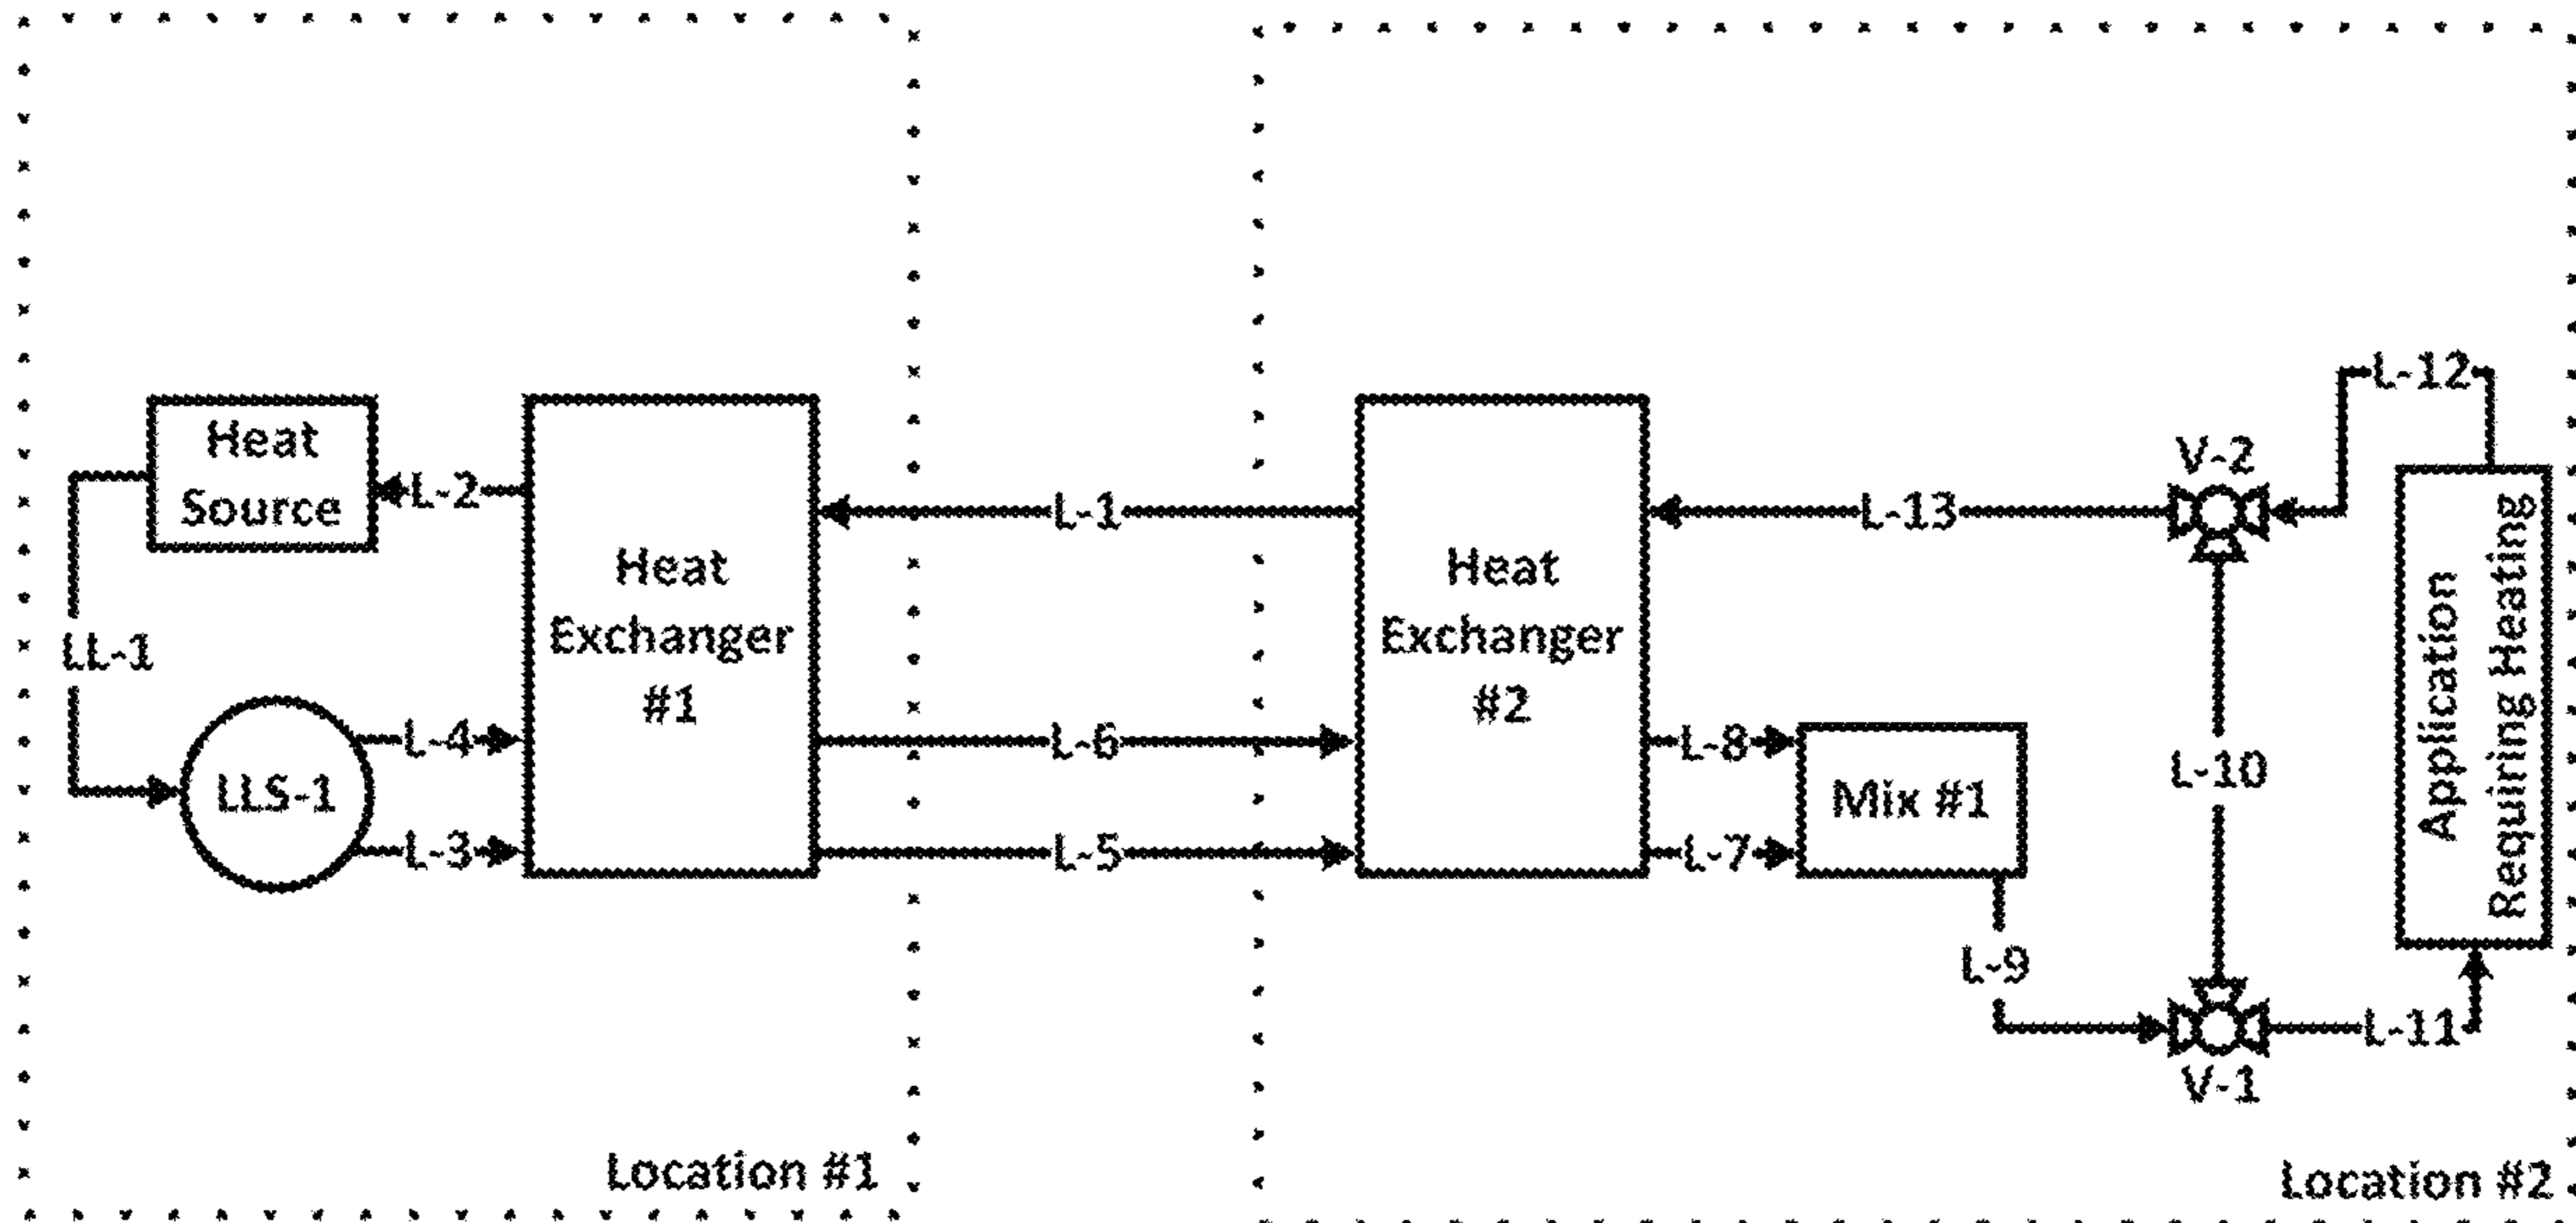 L-12
Heat
Source
V-2
L-2
L-1
L-13
Heat
Exchanger
#1
Heat
Exchanger
#2
Application
Requiring Heating
LL-1
L-4
L-6
L-8
LLS-1
Mix #1
L-10
L-3
L-5
L-7
L-9
L-11
V-1
Location #1
Location #2